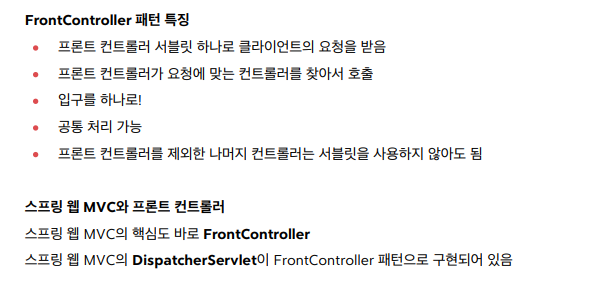 FrontController 패턴 특징
• 프론트 컨트롤러 서블릿 하나로 클라이언트의 요청을 받음
• 프론트 컨트롤러가 요청에 맞는 컨트롤러를 찾아서 호출
• 입구를 하나로!
• 공통 처리 가능
• 프론트 컨트롤러를 제외한 나머지 컨트롤러는 서블릿을 사용하지 않아도 됨
스프링 웹 MVC와 프론트 컨트롤러
스프링 웹 MVC의 핵심도 바로 FrontController
스프링 웹 MVC의 DispatcherServlet이 FrontController 패턴으로 구현되어 있음